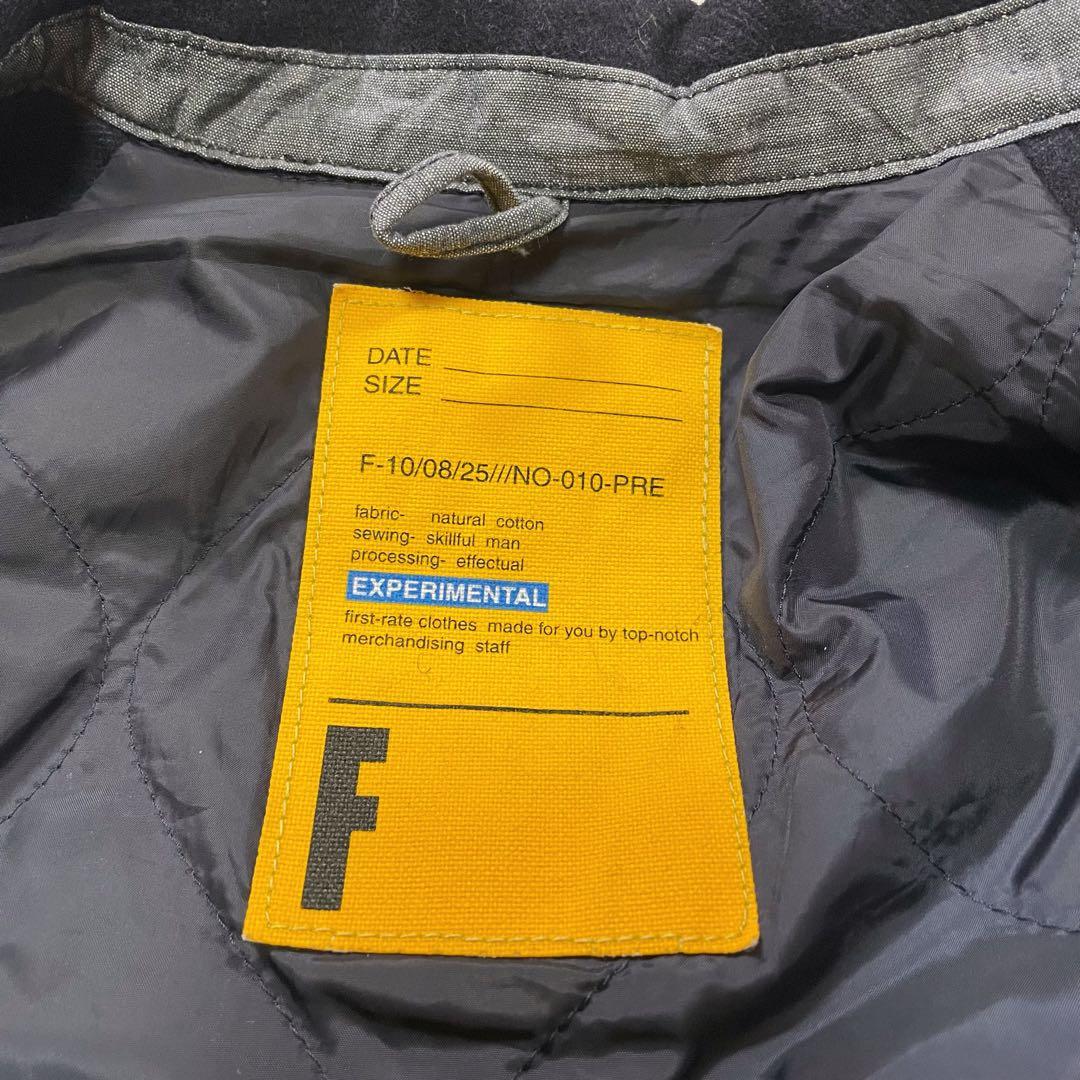 DATE
SIZE
F-10/08/25///NO-010-PRE
fabric- natural cotton
sewing- skillful man
processing- effectual
EXPERIMENTAL
first-rate clothes made for you by top-notch
merchandising staff
F